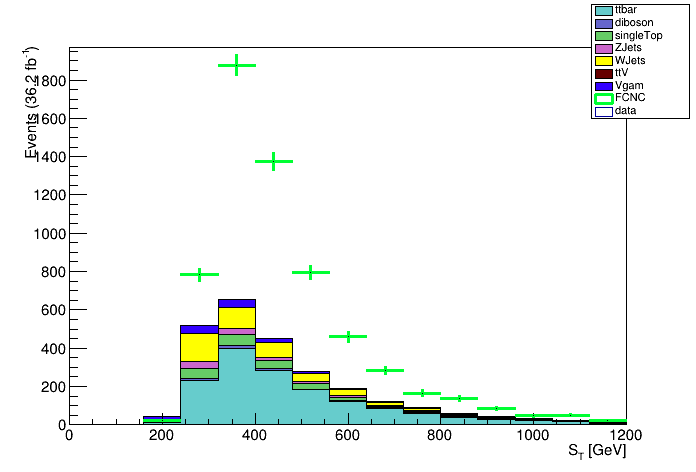 ttbar
diboson
singleTop
ZJets
WJets
ttV
Vgam
FCNC
data
Events (36.2 fb⁻¹)
1800
1600
1400
1200
1000
800
600
400
200
0
0 200 400 600 800 1000 1200
S_T [GeV]